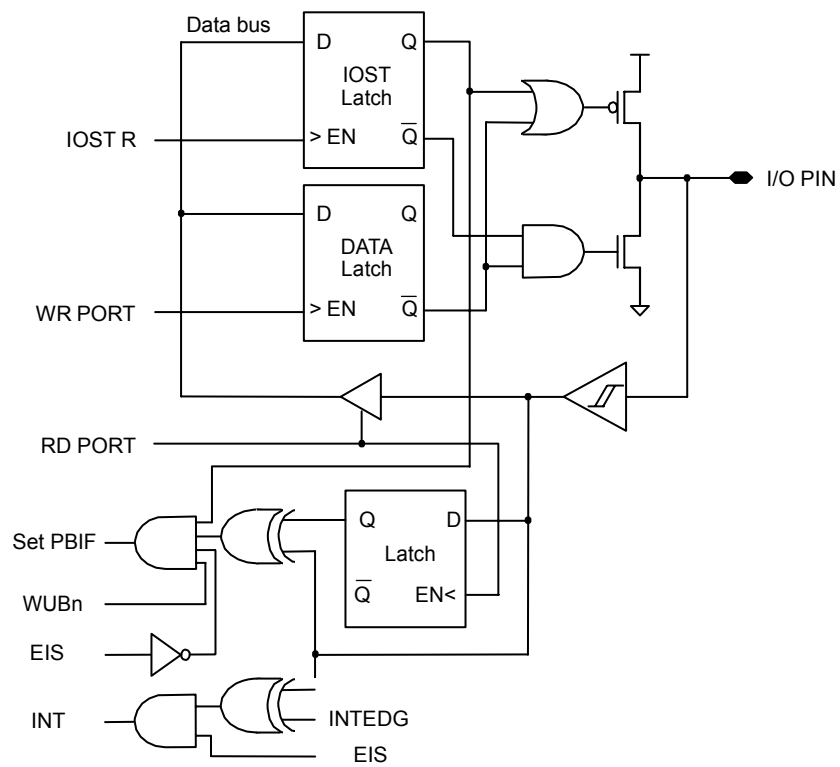 Data bus
D Q
IOST
Latch
IOST R
> EN Q̅
I/O PIN
D Q
DATA
Latch
WR PORT
> EN Q̅
RD PORT
Q D
Set PBIF
Latch
WUBn
Q̅ EN<
EIS
INT
INTEDG
EIS